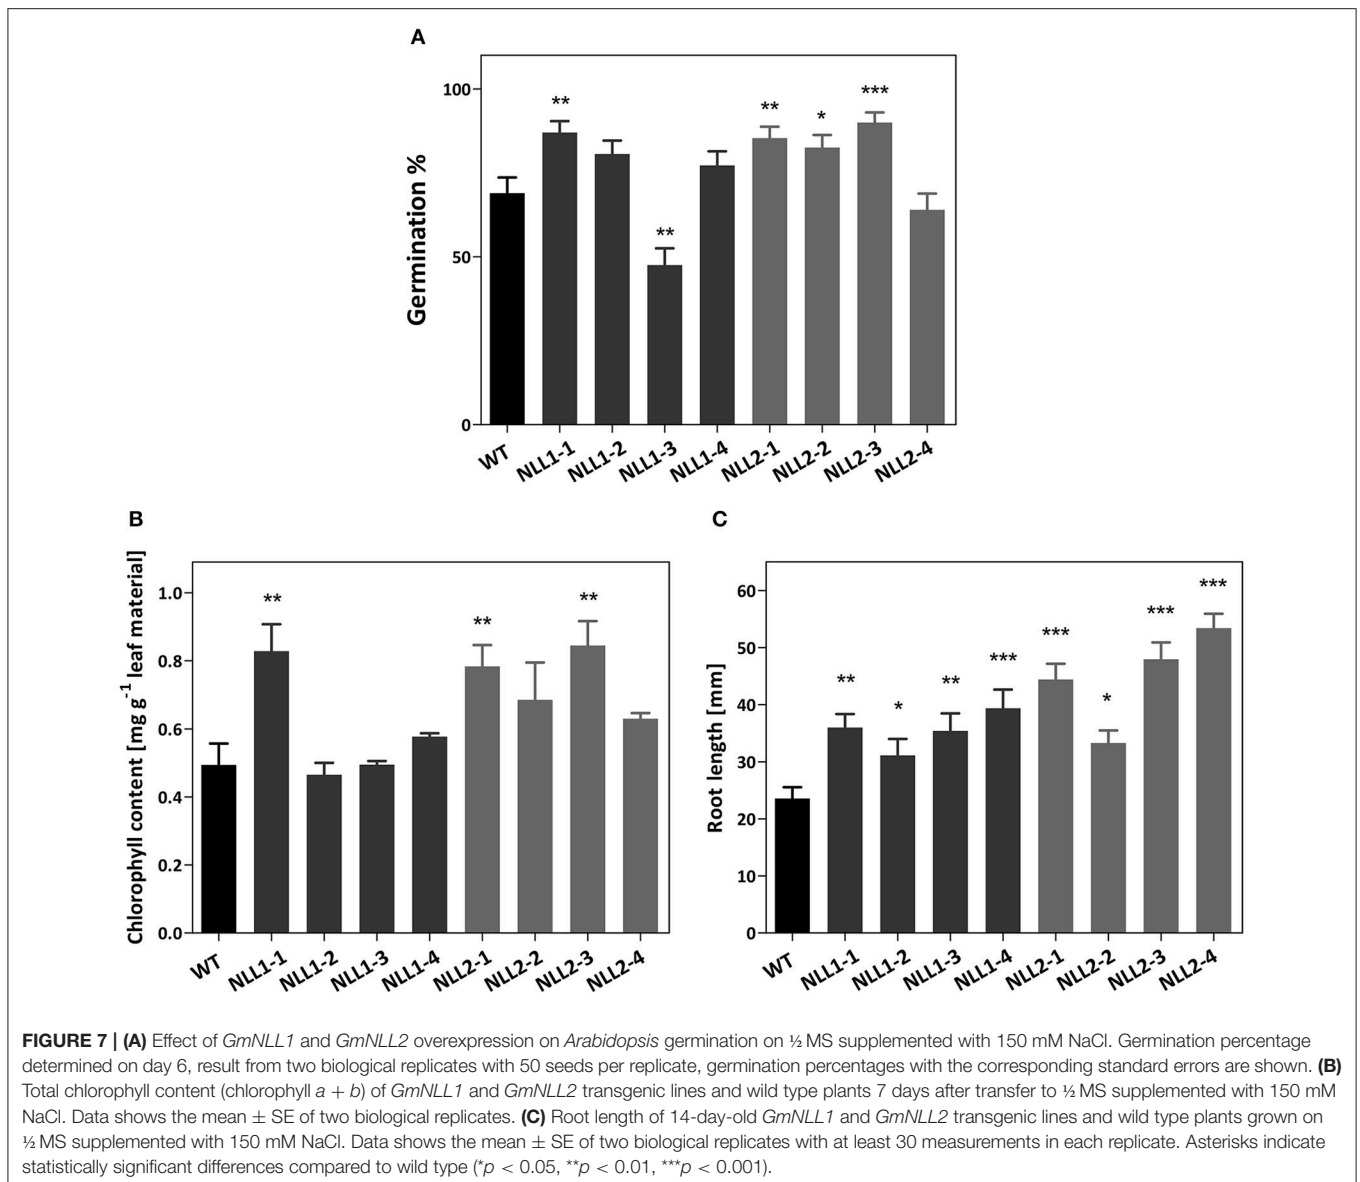 A
Germination %
100
50
0
**
**
**
*
***
WT
NLL1-1
NLL1-2
NLL1-3
NLL1-4
NLL2-1
NLL2-2
NLL2-3
NLL2-4
B
Chlorophyll content [mg g⁻¹ leaf material]
1.0
0.8
0.6
0.4
0.2
0.0
**
**
**
WT
NLL1-1
NLL1-2
NLL1-3
NLL1-4
NLL2-1
NLL2-2
NLL2-3
NLL2-4
C
Root length [mm]
60
50
40
30
20
10
0
**
*
**
***
***
*
***
***
WT
NLL1-1
NLL1-2
NLL1-3
NLL1-4
NLL2-1
NLL2-2
NLL2-3
NLL2-4
FIGURE 7 | (A) Effect of GmNLL1 and GmNLL2 overexpression on Arabidopsis germination on ½ MS supplemented with 150 mM NaCl. Germination percentage
determined on day 6, result from two biological replicates with 50 seeds per replicate, germination percentages with the corresponding standard errors are shown. (B)
Total chlorophyll content (chlorophyll a + b) of GmNLL1 and GmNLL2 transgenic lines and wild type plants 7 days after transfer to ½ MS supplemented with 150 mM
NaCl. Data shows the mean ± SE of two biological replicates. (C) Root length of 14-day-old GmNLL1 and GmNLL2 transgenic lines and wild type plants grown on
½ MS supplemented with 150 mM NaCl. Data shows the mean ± SE of two biological replicates with at least 30 measurements in each replicate. Asterisks indicate
statistically significant differences compared to wild type (*p < 0.05, **p < 0.01, ***p < 0.001).